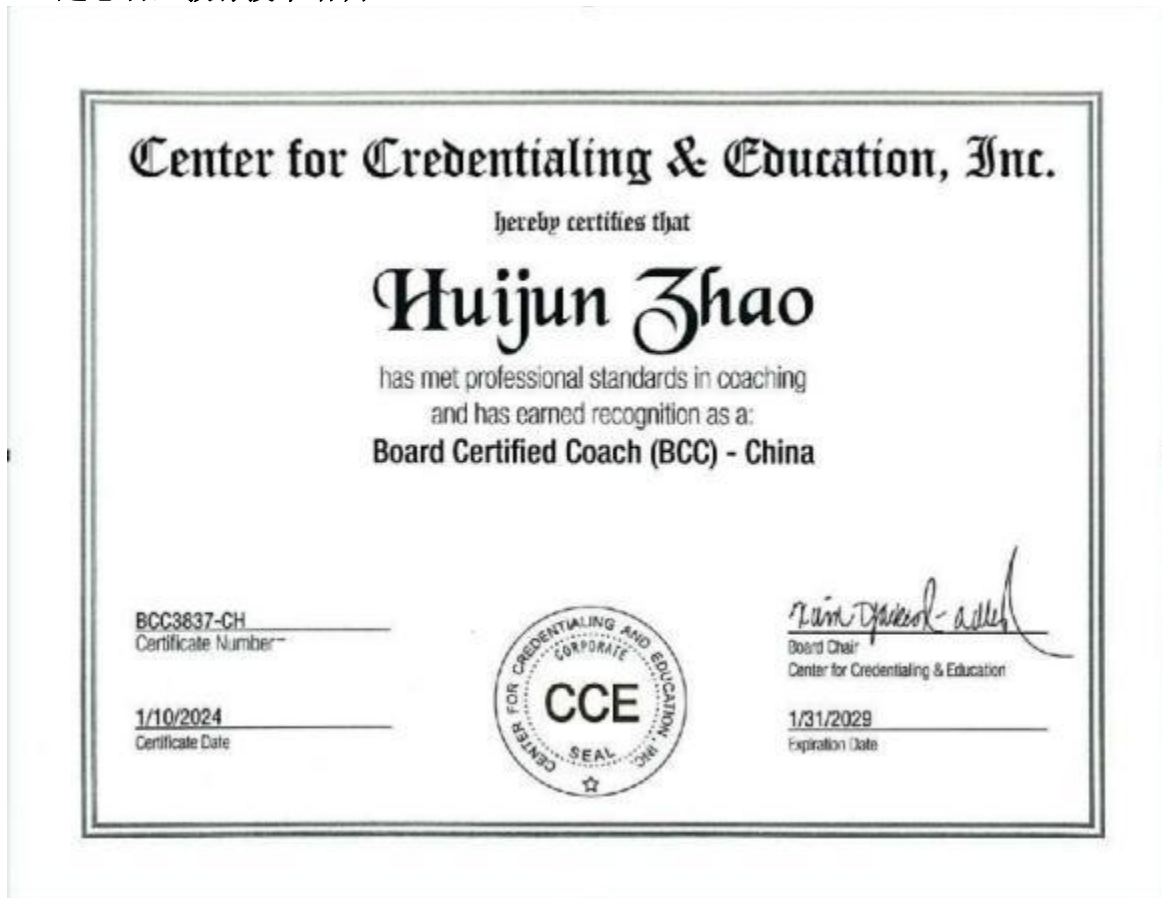 Center for Credentialing & Education, Inc.
hereby certifies that
Huijun Zhao
has met professional standards in coaching
and has earned recognition as a:
Board Certified Coach (BCC) - China
BCC3837-CH
Certificate Number
1/10/2024
Certificate Date
CENTER FOR CREDENTIALING AND EDUCATION, INC.
CORPORATE
CCE
SEAL
Board Chair
Center for Credentialing & Education
1/31/2029
Expiration Date